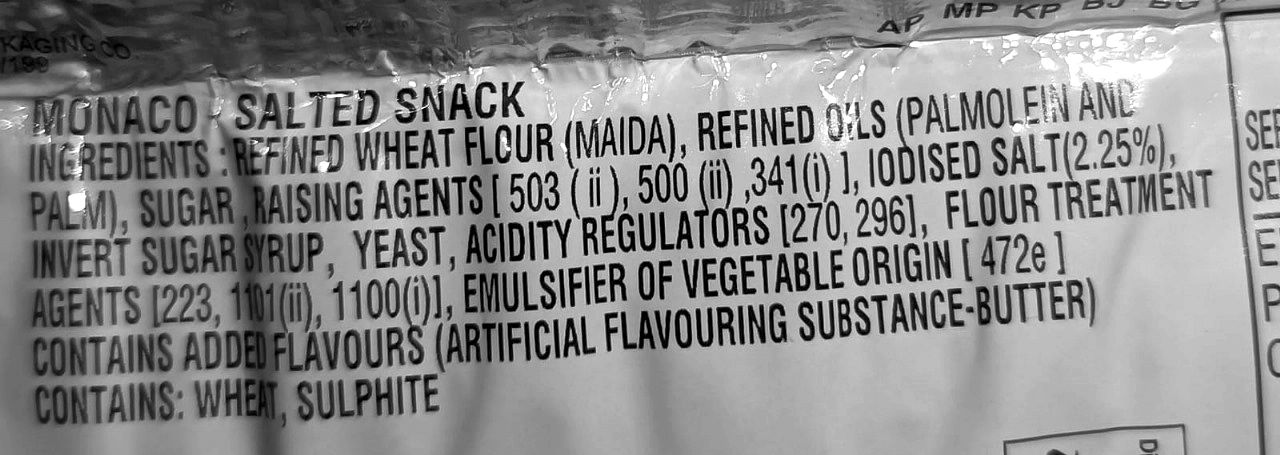 KAGING CO
/199
AP MP KP BJ
MONACO - SALTED SNACK
INGREDIENTS : REFINED WHEAT FLOUR (MAIDA), REFINED OILS (PALMOLEIN AND
PALM), SUGAR, RAISING AGENTS [ 503 ( ii ), 500 (ii) ,341(i) ], IODISED SALT(2.25%),
INVERT SUGAR SYRUP, YEAST, ACIDITY REGULATORS [270, 296], FLOUR TREATMENT
AGENTS [223, 1101(ii), 1100(i)], EMULSIFIER OF VEGETABLE ORIGIN [ 472e ]
CONTAINS ADDED FLAVOURS (ARTIFICIAL FLAVOURING SUBSTANCE-BUTTER)
CONTAINS: WHEAT, SULPHITE